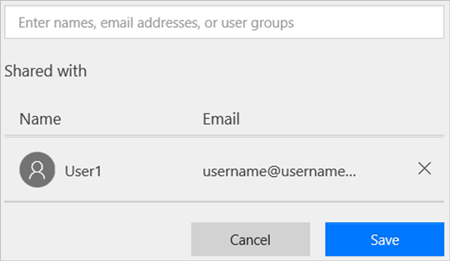 Enter names, email addresses, or user groups
Shared with
Name Email
User1 username@username...
Cancel Save